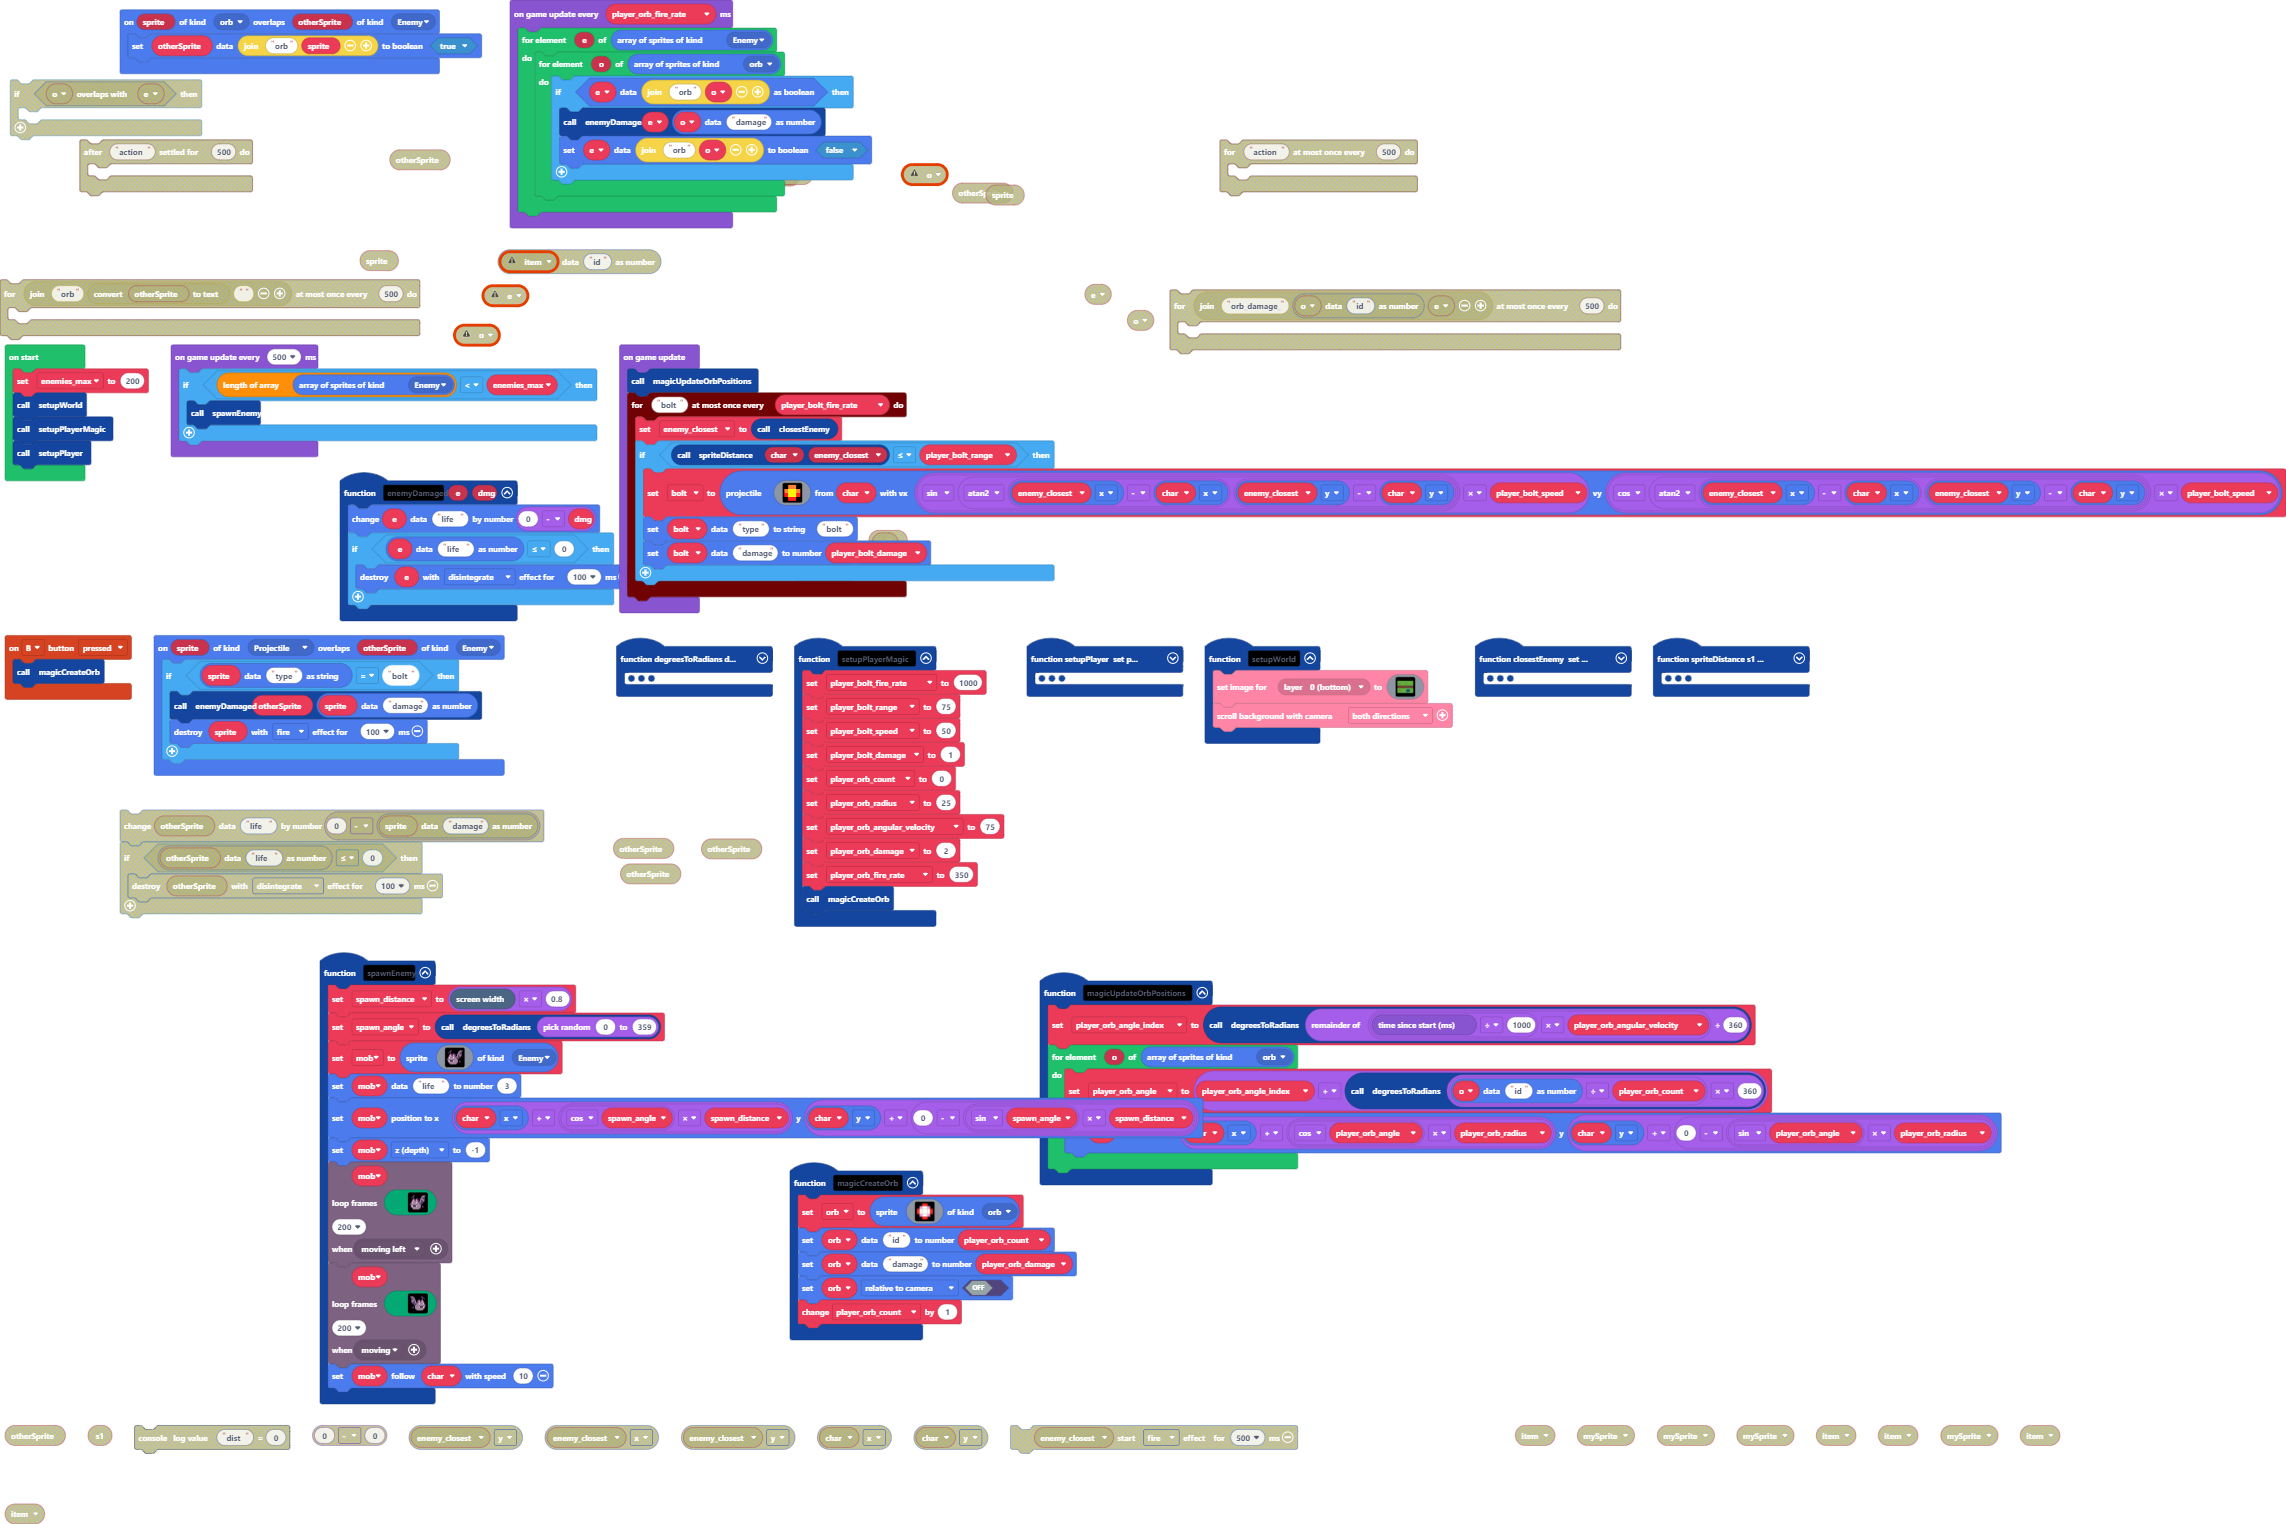 on sprite of kind orb overlaps otherSprite of kind Enemy
set otherSprite data join "orb" sprite to boolean true
if o overlaps with e then
after "action" settled for 500 do
otherSprite
on game update every player_orb_fire_rate ms
for element e of array of sprites of kind Enemy
do for element o of array of sprites of kind orb
do
if e data join "orb" o as boolean then
call enemyDamage e o data "damage" as number
set e data join "orb" o to boolean false
o
otherSp
sprite
for "action" at most once every 500 do
sprite
item data "id" as number
for join "orb" convert otherSprite to text "" at most once every 500 do
e
o
e
o
for join "orb damage" o data "id" as number e at most once every 500 do
on start
set enemies_max to 200
call setupWorld
call setupPlayerMagic
call setupPlayer
on game update every 500 ms
if length of array array of sprites of kind Enemy < enemies_max then
call spawnEnemy
on game update
call magicUpdateOrbPositions
for "bolt" at most once every player_bolt_fire_rate do
set enemy_closest to call closestEnemy
if call spriteDistance char enemy_closest ≤ player_bolt_range then
set bolt to projectile from char with vx sin atan2 enemy_closest x - char x enemy_closest y - char y × player_bolt_speed vy cos atan2 enemy_closest x - char x enemy_closest y - char y × player_bolt_speed
set bolt data "type" to string "bolt"
set bolt data "damage" to number player_bolt_damage
function enemyDamage e dmg
change e data "life" by number 0 - dmg
if e data "life" as number ≤ 0 then
destroy e with disintegrate effect for 100 ms
on B button pressed
call magicCreateOrb
on sprite of kind Projectile overlaps otherSprite of kind Enemy
if sprite data "type" as string = "bolt" then
call enemyDamaged otherSprite sprite data "damage" as number
destroy sprite with fire effect for 100 ms
function degreesToRadians d...
function setupPlayerMagic
set player_bolt_fire_rate to 1000
set player_bolt_range to 75
set player_bolt_speed to 50
set player_bolt_damage to 1
set player_orb_count to 0
set player_orb_radius to 25
set player_orb_angular_velocity to 75
set player_orb_damage to 2
set player_orb_fire_rate to 350
call magicCreateOrb
function setupPlayer set p...
function setupWorld
set image for layer 0 (bottom) to
scroll background with camera both directions
function closestEnemy set ...
function spriteDistance s1 ...
change otherSprite data "life" by number 0 - sprite data "damage" as number
if otherSprite data "life" as number ≤ 0 then
destroy otherSprite with disintegrate effect for 100 ms
otherSprite
otherSprite
otherSprite
function spawnEnemy
set spawn_distance to screen width × 0.8
set spawn_angle to call degreesToRadians pick random 0 to 359
set mob to sprite of kind Enemy
set mob data "life" to number 3
set mob position to x char x + cos spawn_angle × spawn_distance y char y + 0 - sin spawn_angle × spawn_distance
set mob z (depth) to -1
mob
loop frames
200
when moving left
mob
loop frames
200
when moving
set mob follow char with speed 10
function magicUpdateOrbPositions
set player_orb_angle_index to call degreesToRadians remainder of time since start (ms) ÷ 1000 × player_orb_angular_velocity ÷ 360
for element o of array of sprites of kind orb
do
set player_orb_angle to player_orb_angle_index + call degreesToRadians o data "id" as number ÷ player_orb_count × 360
x + cos player_orb_angle × player_orb_radius y char y + 0 - sin player_orb_angle × player_orb_radius
function magicCreateOrb
set orb to sprite of kind orb
set orb data "id" to number player_orb_count
set orb data "damage" to number player_orb_damage
set orb relative to camera OFF
change player_orb_count by 1
otherSprite
s1
console log value "dist" = 0
0 - 0
enemy_closest y
enemy_closest x
enemy_closest y
char x
char y
enemy_closest start fire effect for 500 ms
item
mySprite
mySprite
mySprite
item
item
mySprite
item
item